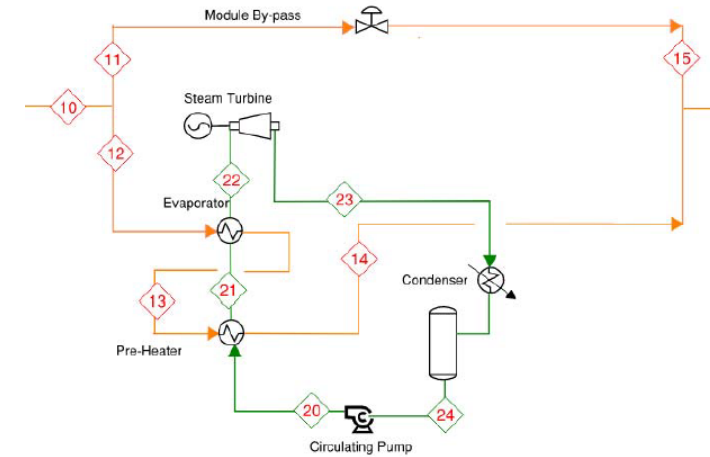 Module By-pass
11
15
10
Steam Turbine
12
22
Evaporator
23
14
Condenser
21
13
Pre-Heater
20
24
Circulating Pump